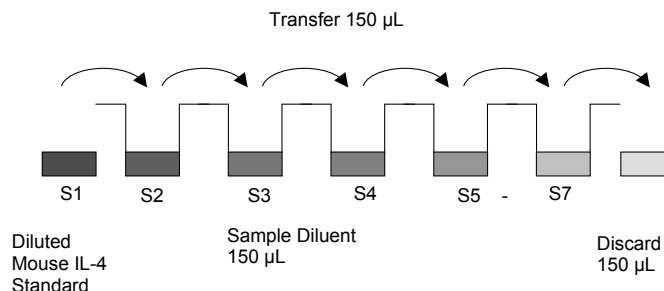 Transfer 150 µL
S1 S2 S3 S4 S5 - S7
Diluted
Mouse IL-4
Standard
Sample Diluent
150 µL
Discard
150 µL